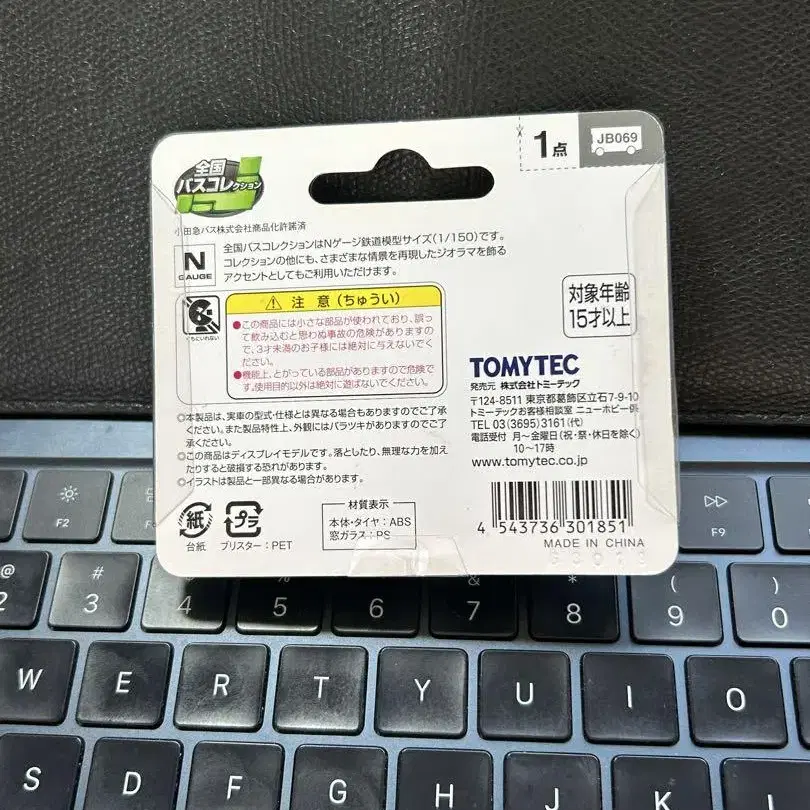 全国
バスコレクション
1点
JB069
小田急バス株式会社商品化許諾済
N
GAUGE
全国バスコレクションはNゲージ鉄道模型サイズ(1/150)です。
コレクションの他にも、さまざまな情景を再現したジオラマを飾る
アクセントとしてもご利用いただけます。
くちにいれない
注 意(ちゅうい)
●この商品には小さな部品が使われており、誤っ
て飲み込むと思わぬ事故の危険がありますの
で、3才未満のお子様には絶対に与えないでく
ださい。
●機能上、とがっている部品がありますので危険で
す。使用目的以外は絶対に遊ばないでください。
対象年齢
15才以上
TOMYTEC
発売元 株式会社トミーテック
〒124-8511 東京都葛飾区立石7-9-10
トミーテックお客様相談室 ニューホビー係
TEL 03(3695)3161(代)
電話受付 月〜金曜日(祝・祭・休日を除く)
10〜17時
www.tomytec.co.jp
◎本製品は、実車の型式・仕様とは異なる場合もありますのでご了承
ください。また製品特性上、外観にはバラツキがありますのでご了
承ください。
◎この商品はディスプレイモデルです。落としたり、無理な力を加え
たりすると破損する恐れがあります。
◎イラストは製品と一部異なる場合があります。
紙
台紙
プラ
ブリスター:PET
材質表示
本体・タイヤ:ABS
窓ガラス:PS
4 543736 301851
MADE IN CHINA
F2
F9
@
2
#
3
4
%
5
6
&
7
*
8
(
9
)
0
W
E
R
T
Y
U
I
O
S
D
F
G
H
J
K
L